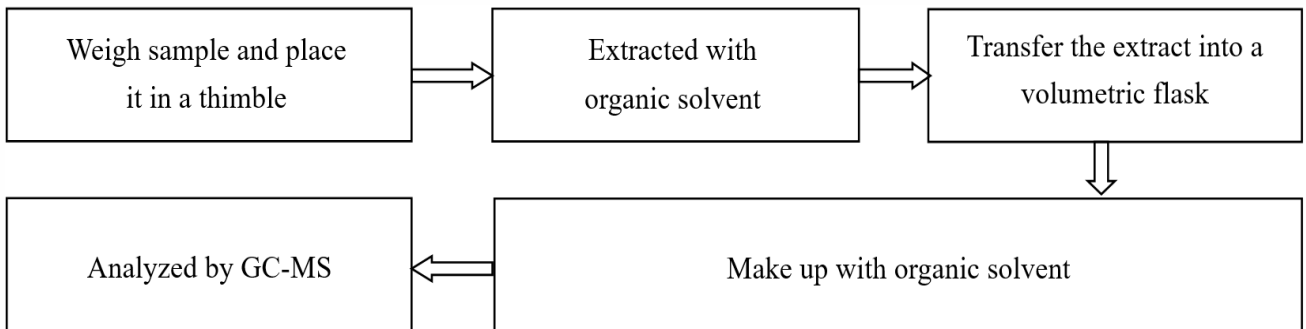 Weigh sample and place
it in a thimble
Extracted with
organic solvent
Transfer the extract into a
volumetric flask
Make up with organic solvent
Analyzed by GC-MS